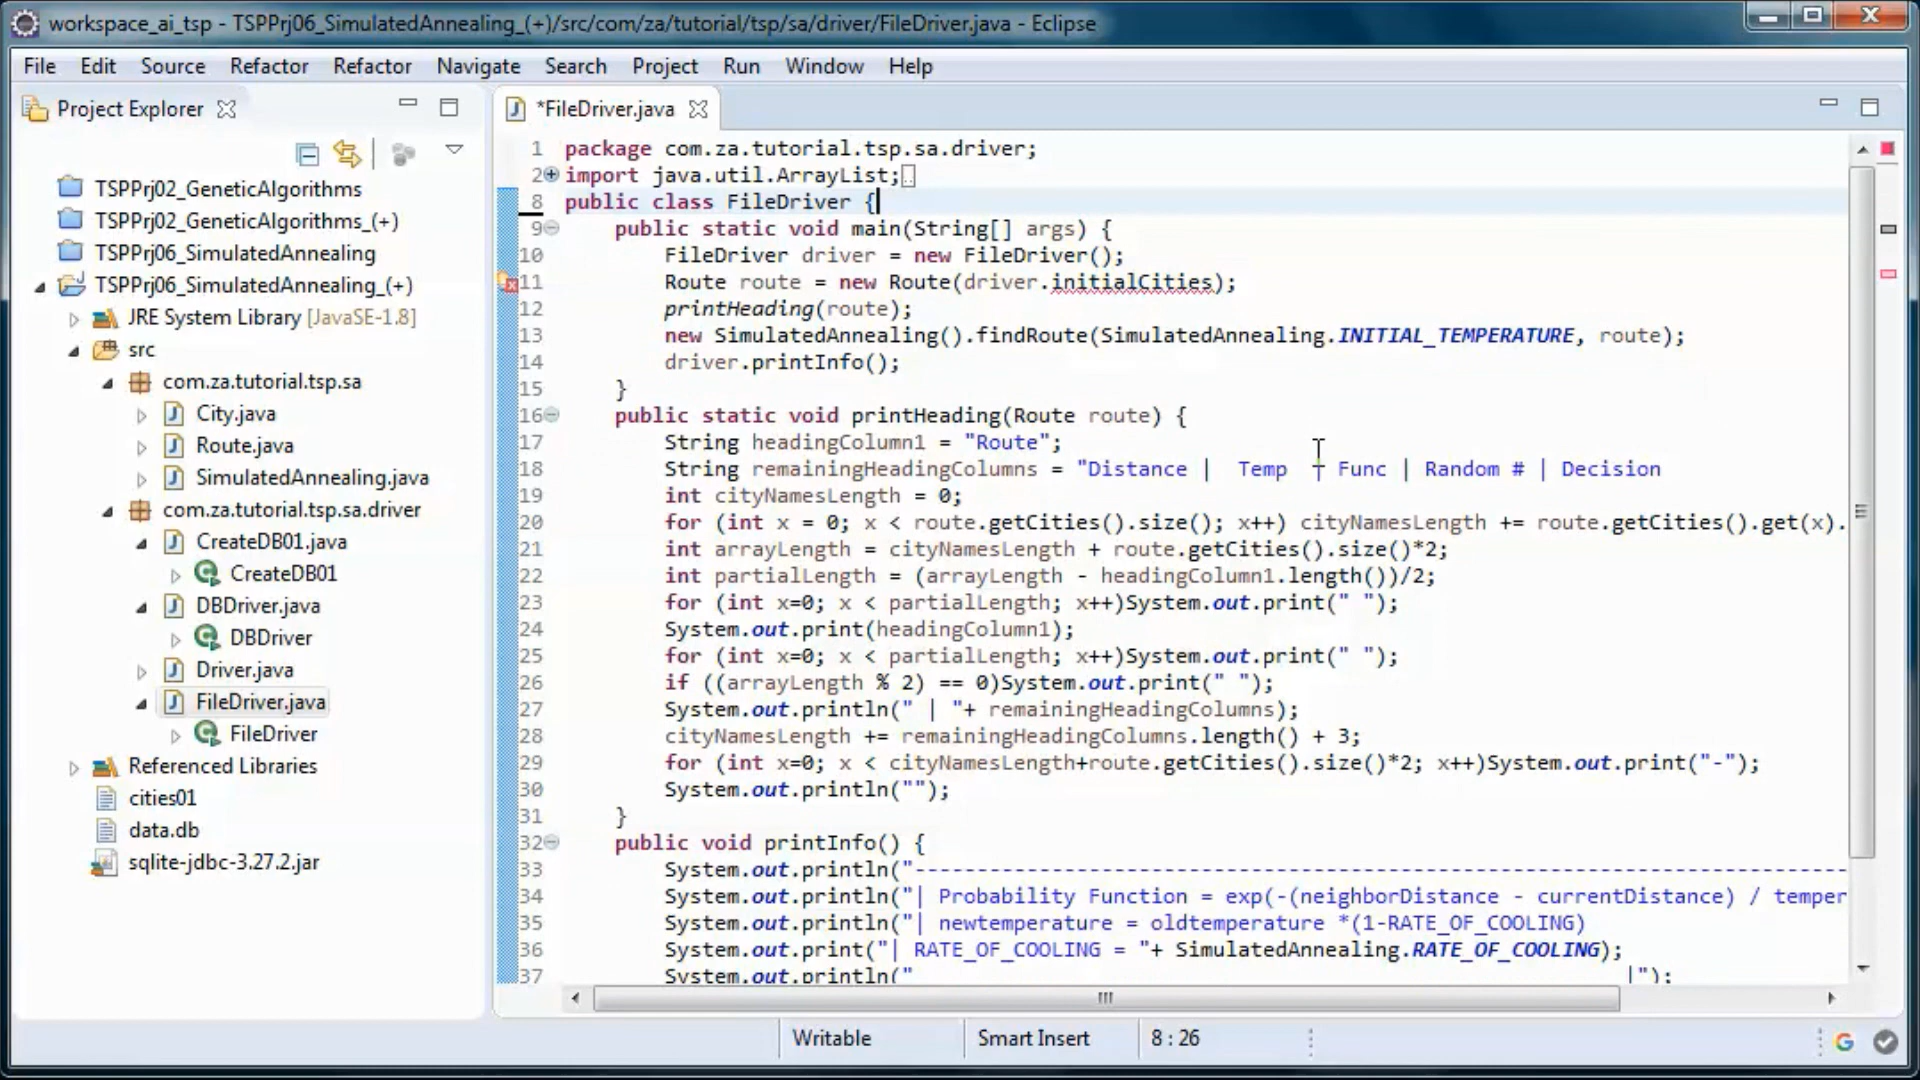 workspace_ai_tsp - TSPPrj06_SimulatedAnnealing_(+)/src/com/za/tutorial/tsp/sa/driver/FileDriver.java - Eclipse
File Edit Source Refactor Refactor Navigate Search Project Run Window Help
Project Explorer
TSPPrj02_GeneticAlgorithms
TSPPrj02_GeneticAlgorithms_(+)
TSPPrj06_SimulatedAnnealing
TSPPrj06_SimulatedAnnealing_(+)
JRE System Library [JavaSE-1.8]
src
com.za.tutorial.tsp.sa
City.java
Route.java
SimulatedAnnealing.java
com.za.tutorial.tsp.sa.driver
CreateDB01.java
CreateDB01
DBDriver.java
DBDriver
Driver.java
FileDriver.java
FileDriver
Referenced Libraries
cities01
data.db
sqlite-jdbc-3.27.2.jar
*FileDriver.java
1 package com.za.tutorial.tsp.sa.driver;
2 import java.util.ArrayList;
8 public class FileDriver {
9 public static void main(String[] args) {
10 FileDriver driver = new FileDriver();
11 Route route = new Route(driver.initialCities);
12 printHeading(route);
13 new SimulatedAnnealing().findRoute(SimulatedAnnealing.INITIAL_TEMPERATURE, route);
14 driver.printInfo();
15 }
16 public static void printHeading(Route route) {
17 String headingColumn1 = "Route";
18 String remainingHeadingColumns = "Distance | Temp | Func | Random # | Decision
19 int cityNamesLength = 0;
20 for (int x = 0; x < route.getCities().size(); x++) cityNamesLength += route.getCities().get(x).
21 int arrayLength = cityNamesLength + route.getCities().size()*2;
22 int partialLength = (arrayLength - headingColumn1.length())/2;
23 for (int x=0; x < partialLength; x++)System.out.print(" ");
24 System.out.print(headingColumn1);
25 for (int x=0; x < partialLength; x++)System.out.print(" ");
26 if ((arrayLength % 2) == 0)System.out.print(" ");
27 System.out.println(" | "+ remainingHeadingColumns);
28 cityNamesLength += remainingHeadingColumns.length() + 3;
29 for (int x=0; x < cityNamesLength+route.getCities().size()*2; x++)System.out.print("-");
30 System.out.println("");
31 }
32 public void printInfo() {
33 System.out.println("---------------------------------------------------------------------------
34 System.out.println("| Probability Function = exp(-(neighborDistance - currentDistance) / temper
35 System.out.println("| newtemperature = oldtemperature *(1-RATE_OF_COOLING)
36 System.out.print("| RATE_OF_COOLING = "+ SimulatedAnnealing.RATE_OF_COOLING);
37 System.out.println(" |");
Writable Smart Insert 8 : 26